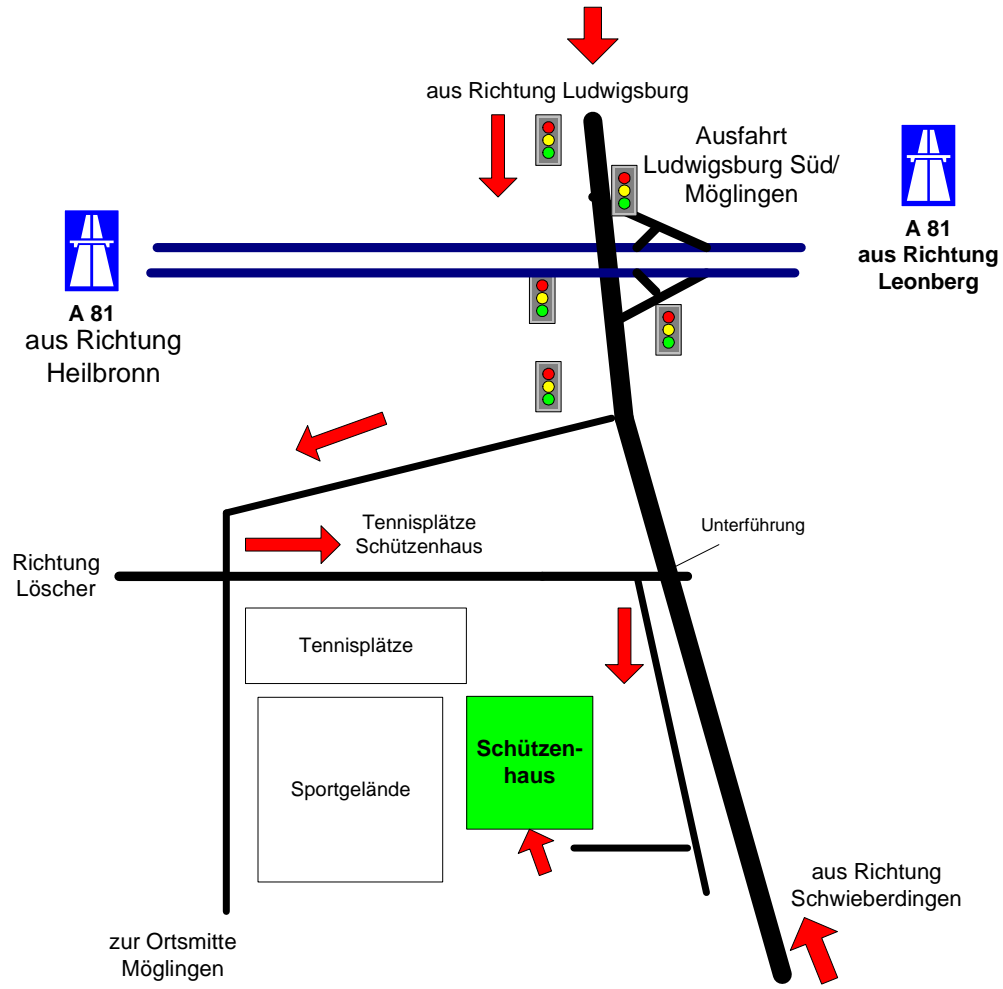 aus Richtung Ludwigsburg
Ausfahrt
Ludwigsburg Süd/
Möglingen
A 81
aus Richtung
Leonberg
A 81
aus Richtung
Heilbronn
Tennisplätze
Schützenhaus
Unterführung
Richtung
Löscher
Tennisplätze
Schützen-
haus
Sportgelände
aus Richtung
Schwieberdingen
zur Ortsmitte
Möglingen